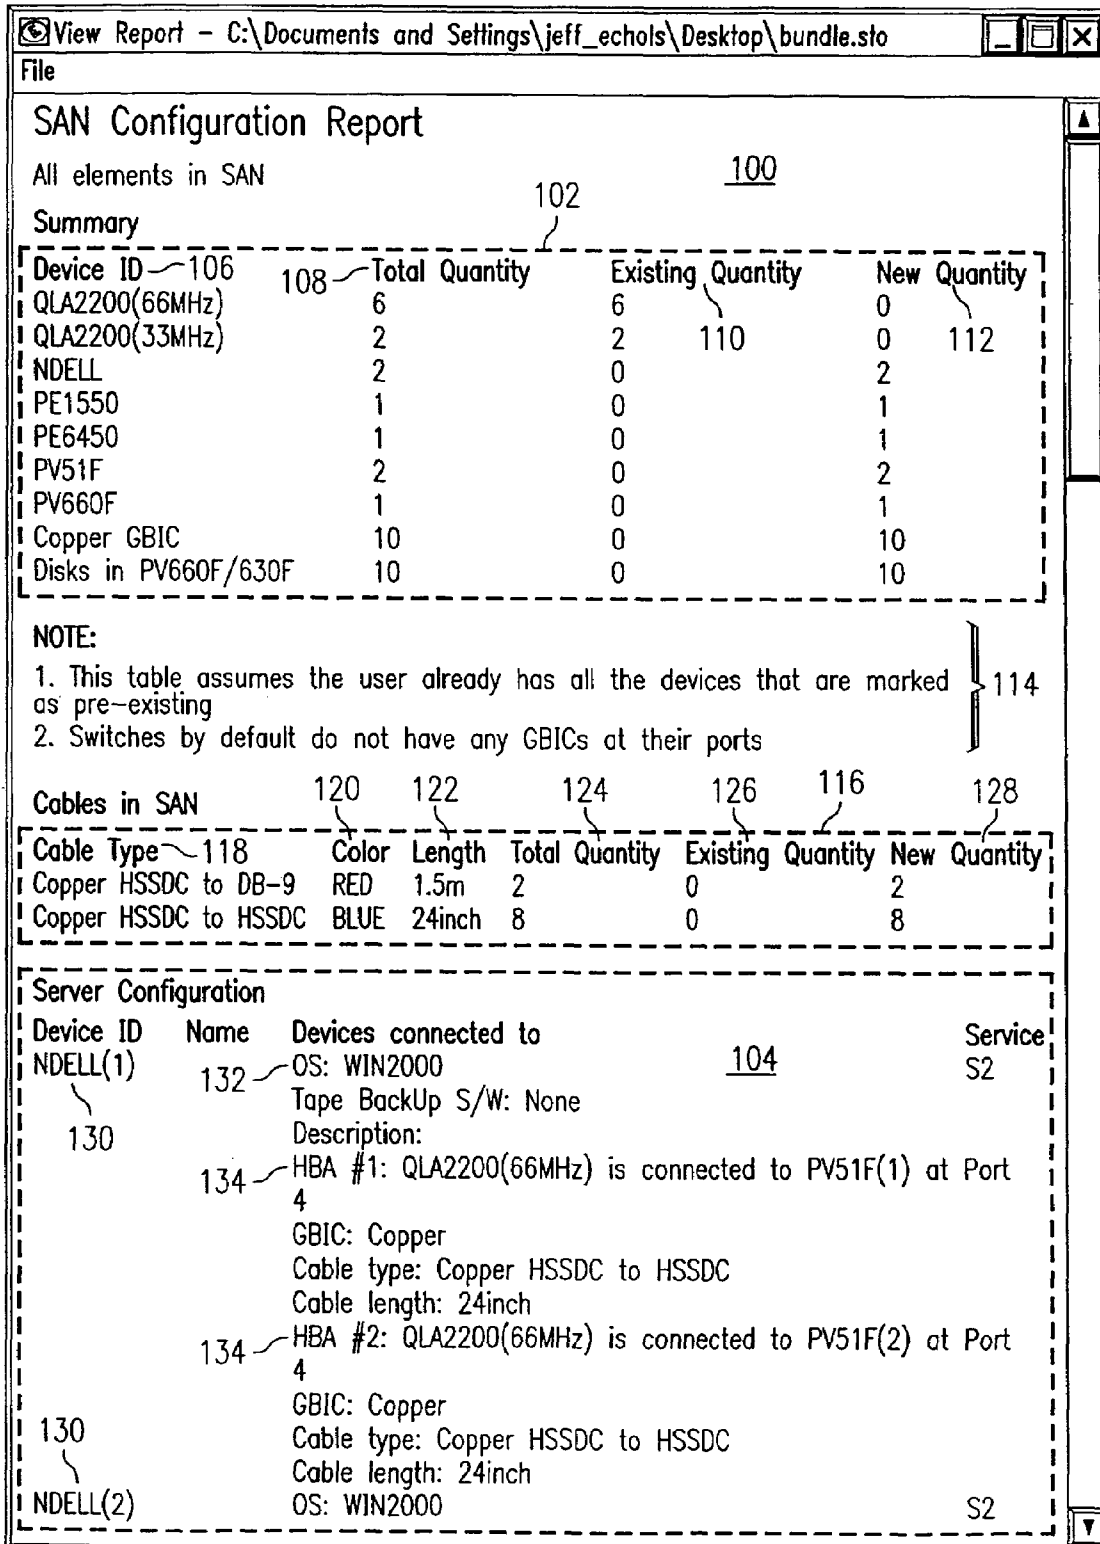 View Report - C:\Documents and Settings\jeff_echols\Desktop\bundle.sto
File
SAN Configuration Report
All elements in SAN 100
102
Summary
Device ID 106 108 Total Quantity Existing Quantity New Quantity
QLA2200(66MHz) 6 6 0
QLA2200(33MHz) 2 2 110 0 112
NDELL 2 0 2
PE1550 1 0 1
PE6450 1 0 1
PV51F 2 0 2
PV660F 1 0 1
Copper GBIC 10 0 10
Disks in PV660F/630F 10 0 10
NOTE:
1. This table assumes the user already has all the devices that are marked
as pre-existing
114
2. Switches by default do not have any GBICs at their ports
Cables in SAN 120 122 124 126 116 128
Cable Type 118 Color Length Total Quantity Existing Quantity New Quantity
Copper HSSDC to DB-9 RED 1.5m 2 0 2
Copper HSSDC to HSSDC BLUE 24inch 8 0 8
Server Configuration
Device ID Name Devices connected to Service
NDELL(1) 132 OS: WIN2000 104 S2
Tape BackUp S/W: None
130 Description:
134 HBA #1: QLA2200(66MHz) is connected to PV51F(1) at Port
4
GBIC: Copper
Cable type: Copper HSSDC to HSSDC
Cable length: 24inch
134 HBA #2: QLA2200(66MHz) is connected to PV51F(2) at Port
4
GBIC: Copper
130 Cable type: Copper HSSDC to HSSDC
Cable length: 24inch
NDELL(2) OS: WIN2000 S2